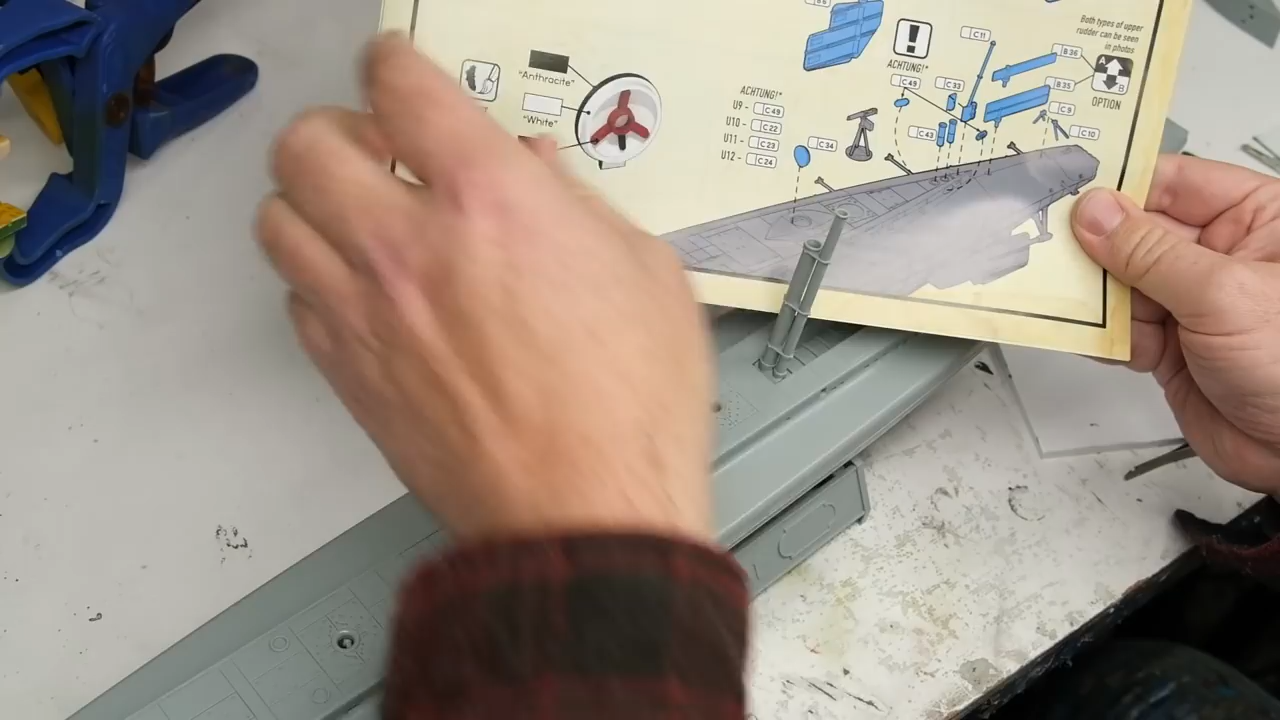 "Anthracite"
"White"
ACHTUNG!*
U9 - C49
U10 - C22
U11 - C23
U12 - C24
C34
!
ACHTUNG!*
C49
C33
C43
C11
Both types of upper
rudder can be seen
in photos
B36
B35
A
B
OPTION
C9
C10